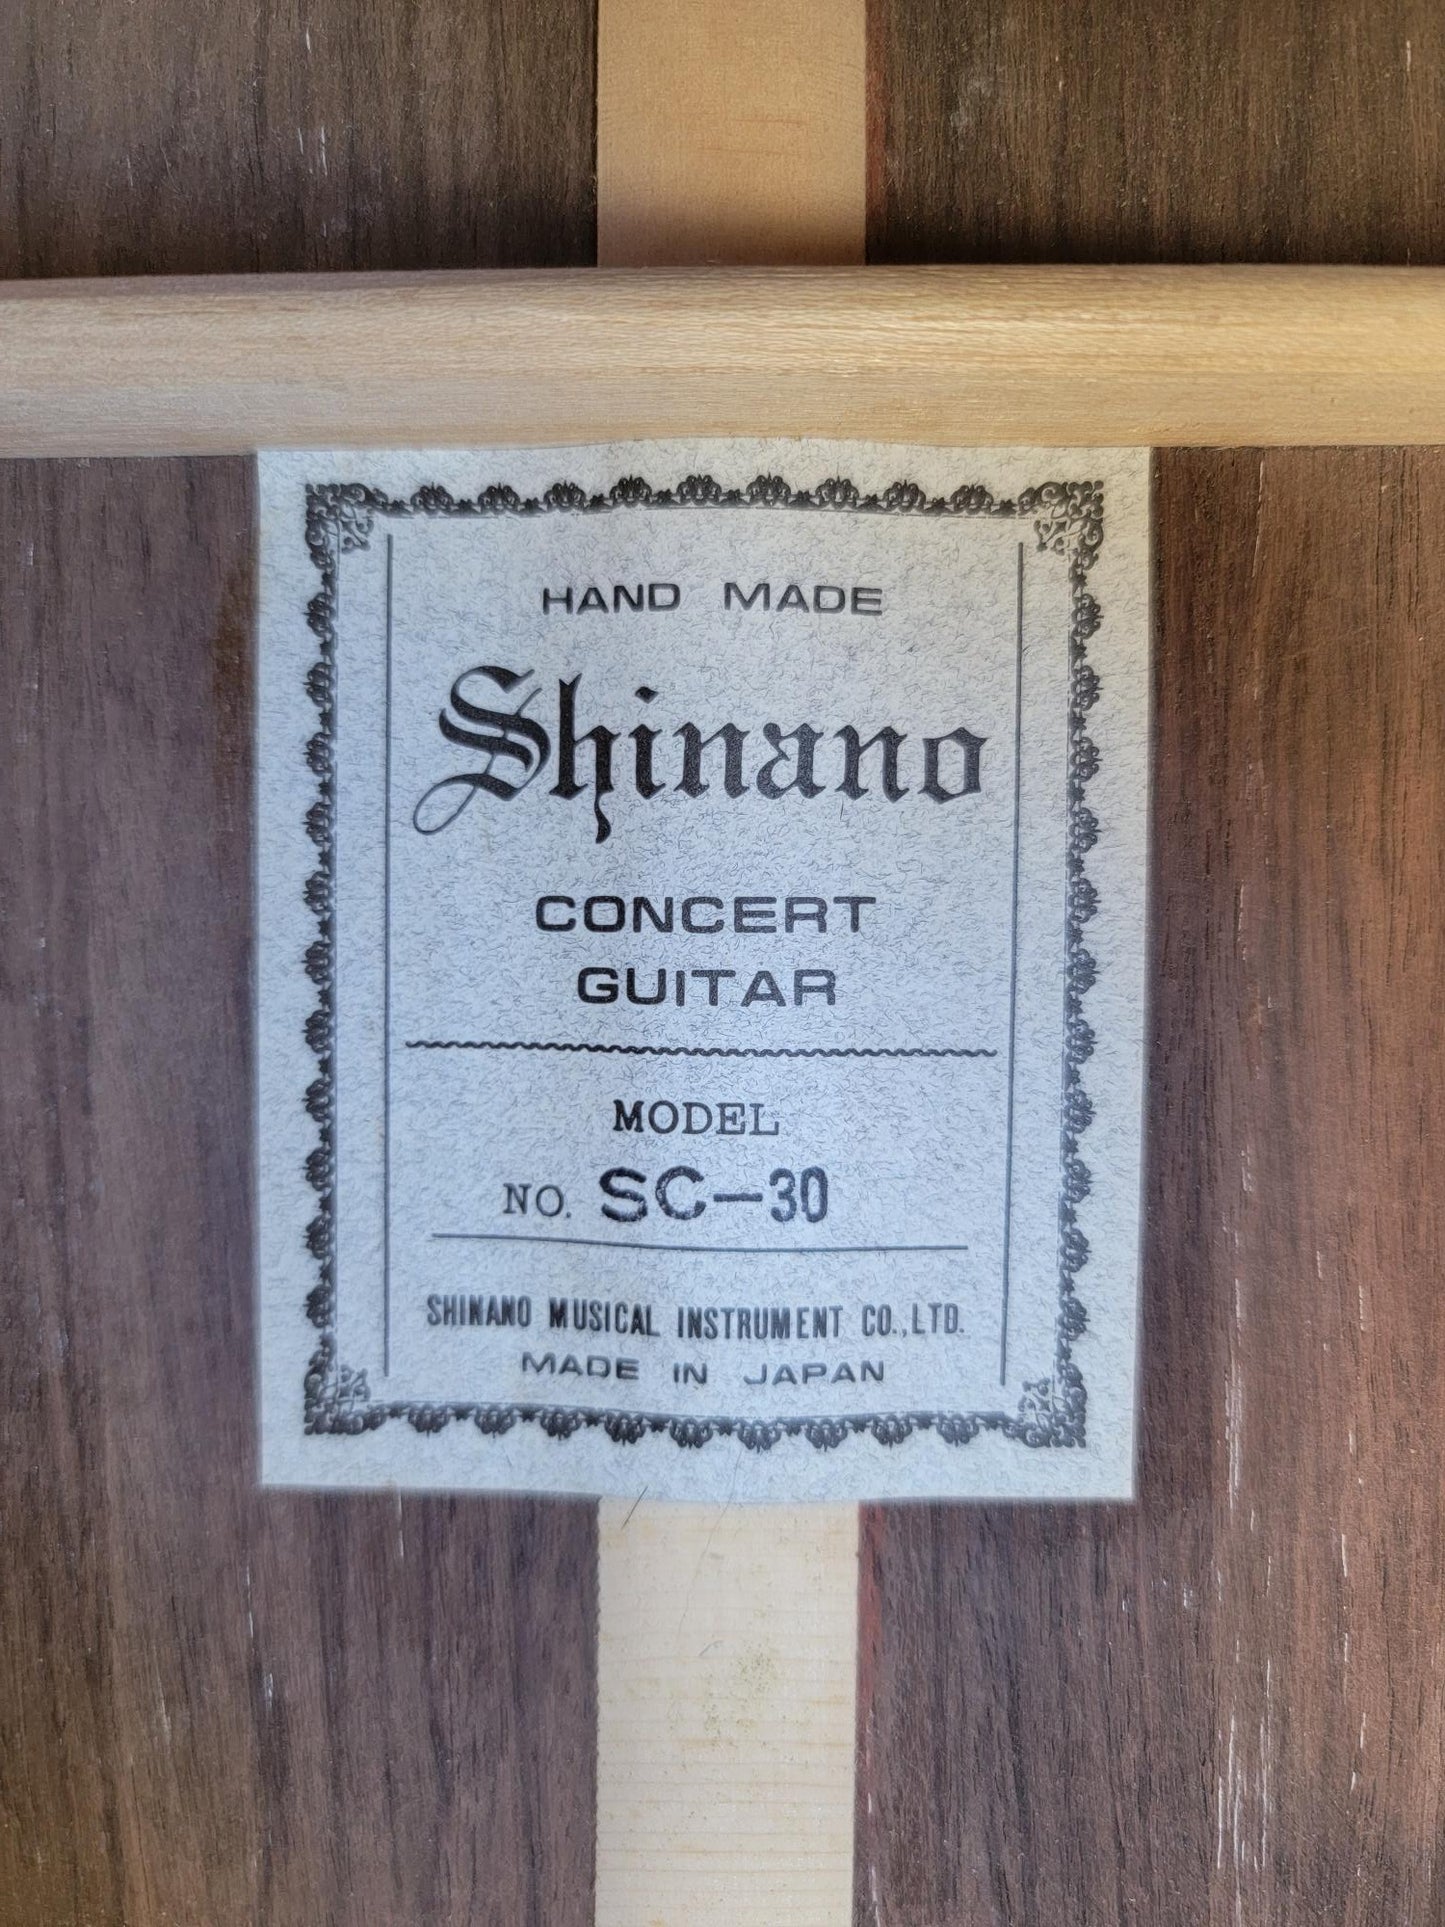 HAND MADE
Shinano
CONCERT
GUITAR
MODEL
NO. SC-30
SHINANO MUSICAL INSTRUMENT CO.,LTD.
MADE IN JAPAN